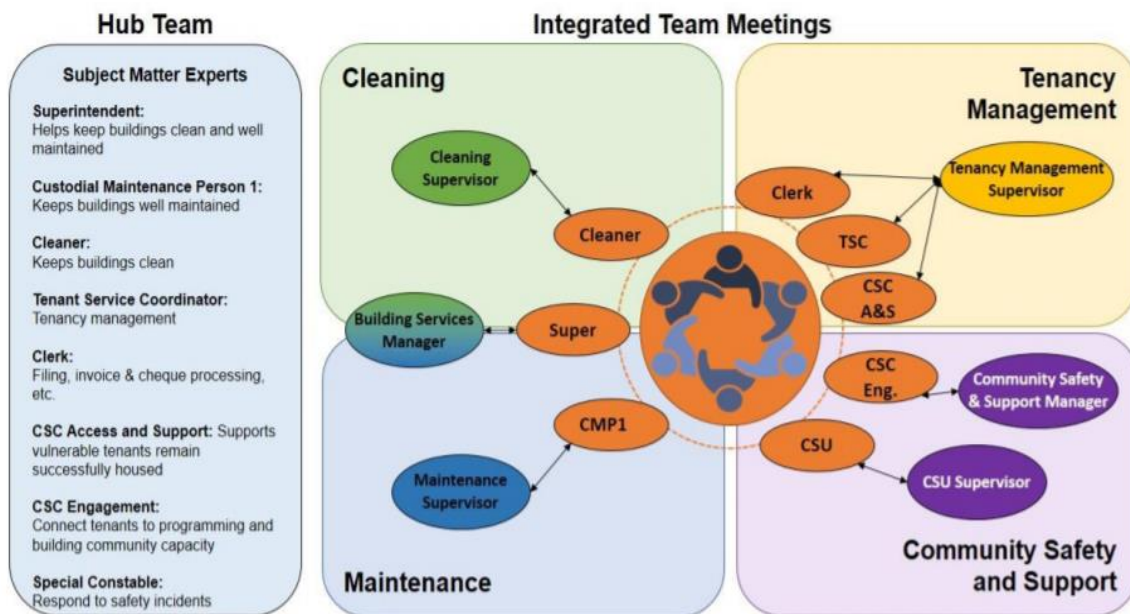 Hub Team
Subject Matter Experts
Superintendent:
Helps keep buildings clean and well
maintained
Custodial Maintenance Person 1:
Keeps buildings well maintained
Cleaner:
Keeps buildings clean
Tenant Service Coordinator:
Tenancy management
Clerk:
Filing, invoice & cheque processing,
etc.
CSC Access and Support: Supports
vulnerable tenants remain
successfully housed
CSC Engagement:
Connect tenants to programming and
building community capacity
Special Constable:
Respond to safety incidents
Integrated Team Meetings
Cleaning
Cleaning
Supervisor
Cleaner
Building Services
Manager
Super
Tenancy
Management
Tenancy Management
Supervisor
Clerk
TSC
CSC
A&S
Maintenance
CMP1
Maintenance
Supervisor
CSC
Eng.
Community Safety
& Support Manager
CSU
CSU Supervisor
Community Safety
and Support